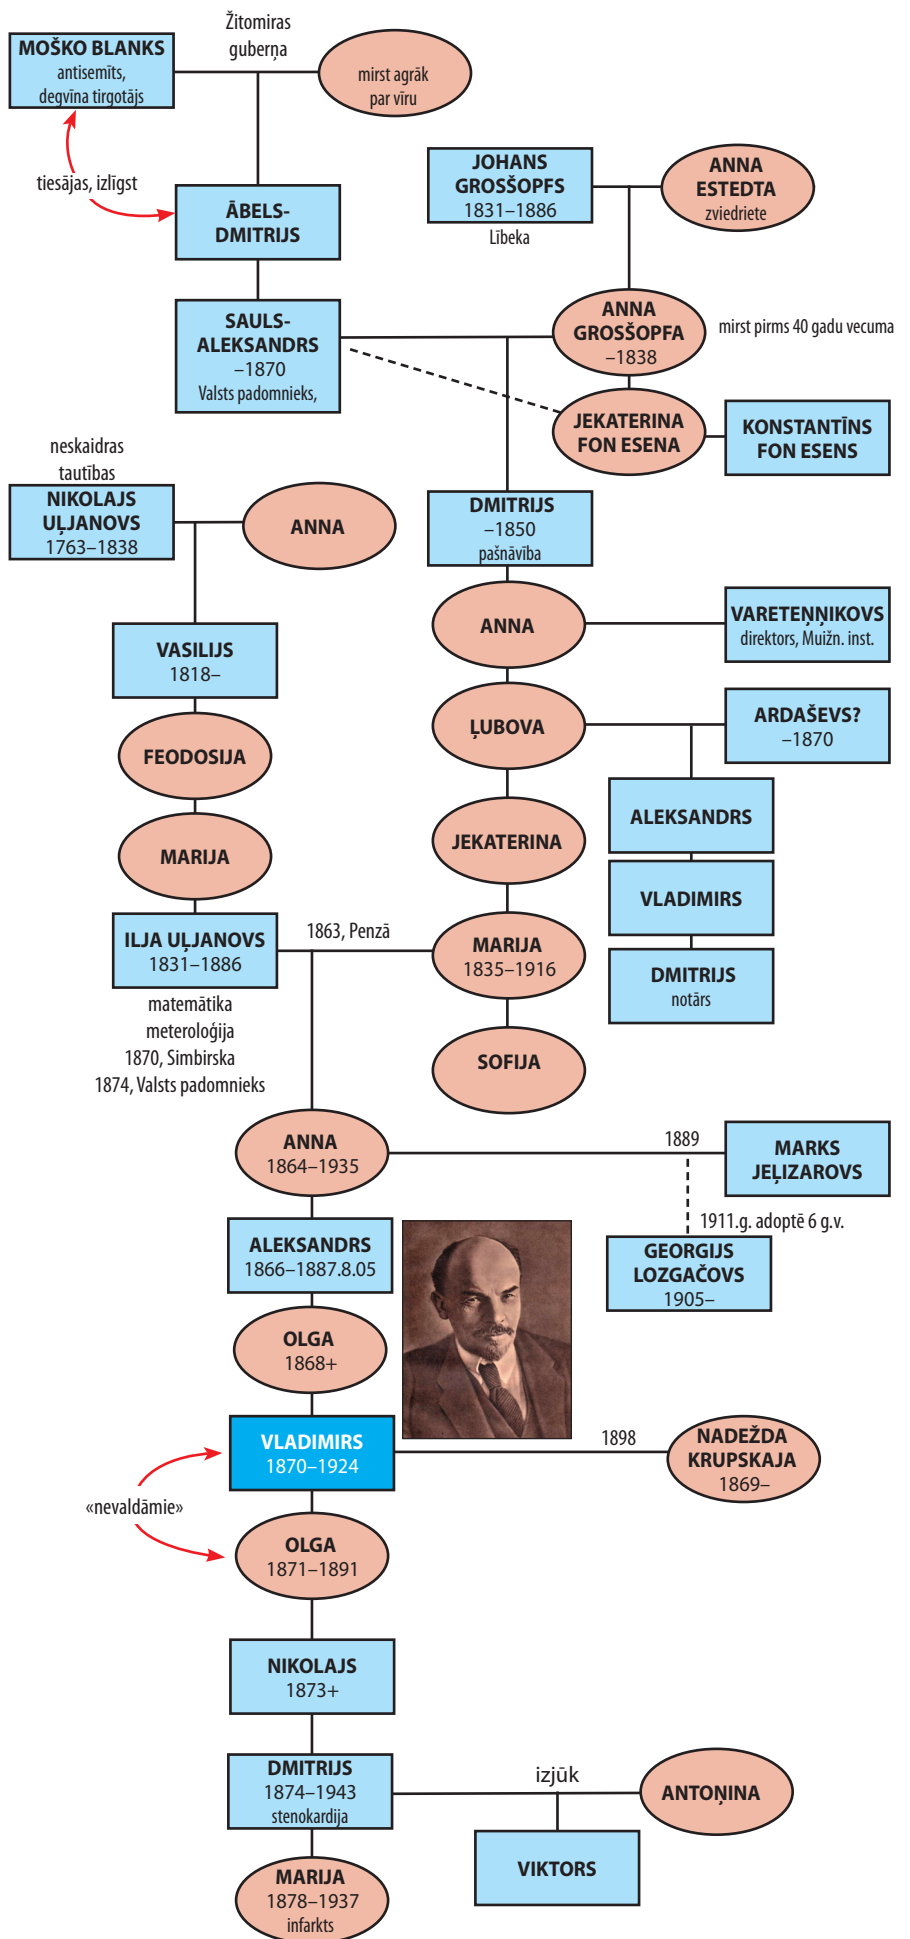 Žitomiras
guberņa
MOŠKO BLANKS
antisemīts,
degvīna tirgotājs
mirst agrāk
par vīru
tiesājas, izlīgst
ĀBELS-
DMITRIJS
JOHANS
GROSŠOPFS
1831–1886
Lībeka
ANNA
ESTEDTA
zviedriete
SAULS-
ALEKSANDRS
–1870
Valsts padomnieks,
ANNA
GROSŠOPFA
–1838
mirst pirms 40 gadu vecuma
JEKATERINA
FON ESENA
KONSTANTĪNS
FON ESENS
neskaidras
tautības
NIKOLAJS
UĻJANOVS
1763–1838
ANNA
DMITRIJS
–1850
pašnāvība
VASILIJS
1818–
ANNA
VARETEŅŅIKOVS
direktors, Muižn. inst.
FEODOSIJA
ĻUBOVA
ARDAŠEVS?
–1870
MARIJA
JEKATERINA
ALEKSANDRS
VLADIMIRS
DMITRIJS
notārs
ILJA UĻJANOVS
1831–1886
1863, Penzā
MARIJA
1835–1916
matemātika
meteroloģija
1870, Simbirska
1874, Valsts padomnieks
SOFIJA
ANNA
1864–1935
1889
MARKS
JEĻIZAROVS
1911.g. adoptē 6 g.v.
GEORGIJS
LOZGAČOVS
1905–
ALEKSANDRS
1866–1887.8.05
OLGA
1868+
VLADIMIRS
1870–1924
1898
NADEŽDA
KRUPSKAJA
1869–
«nevaldāmie»
OLGA
1871–1891
NIKOLAJS
1873+
DMITRIJS
1874–1943
stenokardija
izjūk
ANTOŅINA
VIKTORS
MARIJA
1878–1937
infarkts